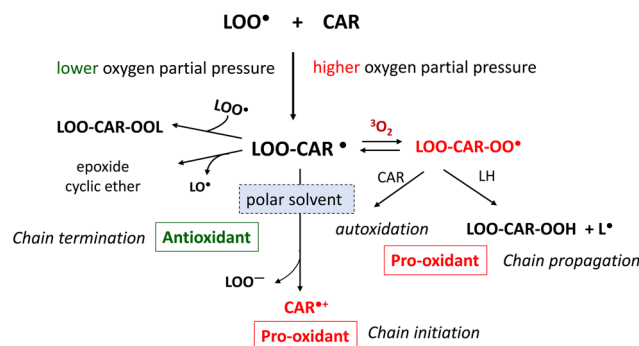 LOO• + CAR
lower oxygen partial pressure
higher oxygen partial pressure
LOO•
LOO-CAR-OOL
LOO-CAR •
³O₂
LOO-CAR-OO•
epoxide
cyclic ether
LO•
CAR
LH
polar solvent
Chain termination
Antioxidant
autoxidation
LOO-CAR-OOH + L•
Pro-oxidant
Chain propagation
LOO⁻
CAR•+
Pro-oxidant
Chain initiation